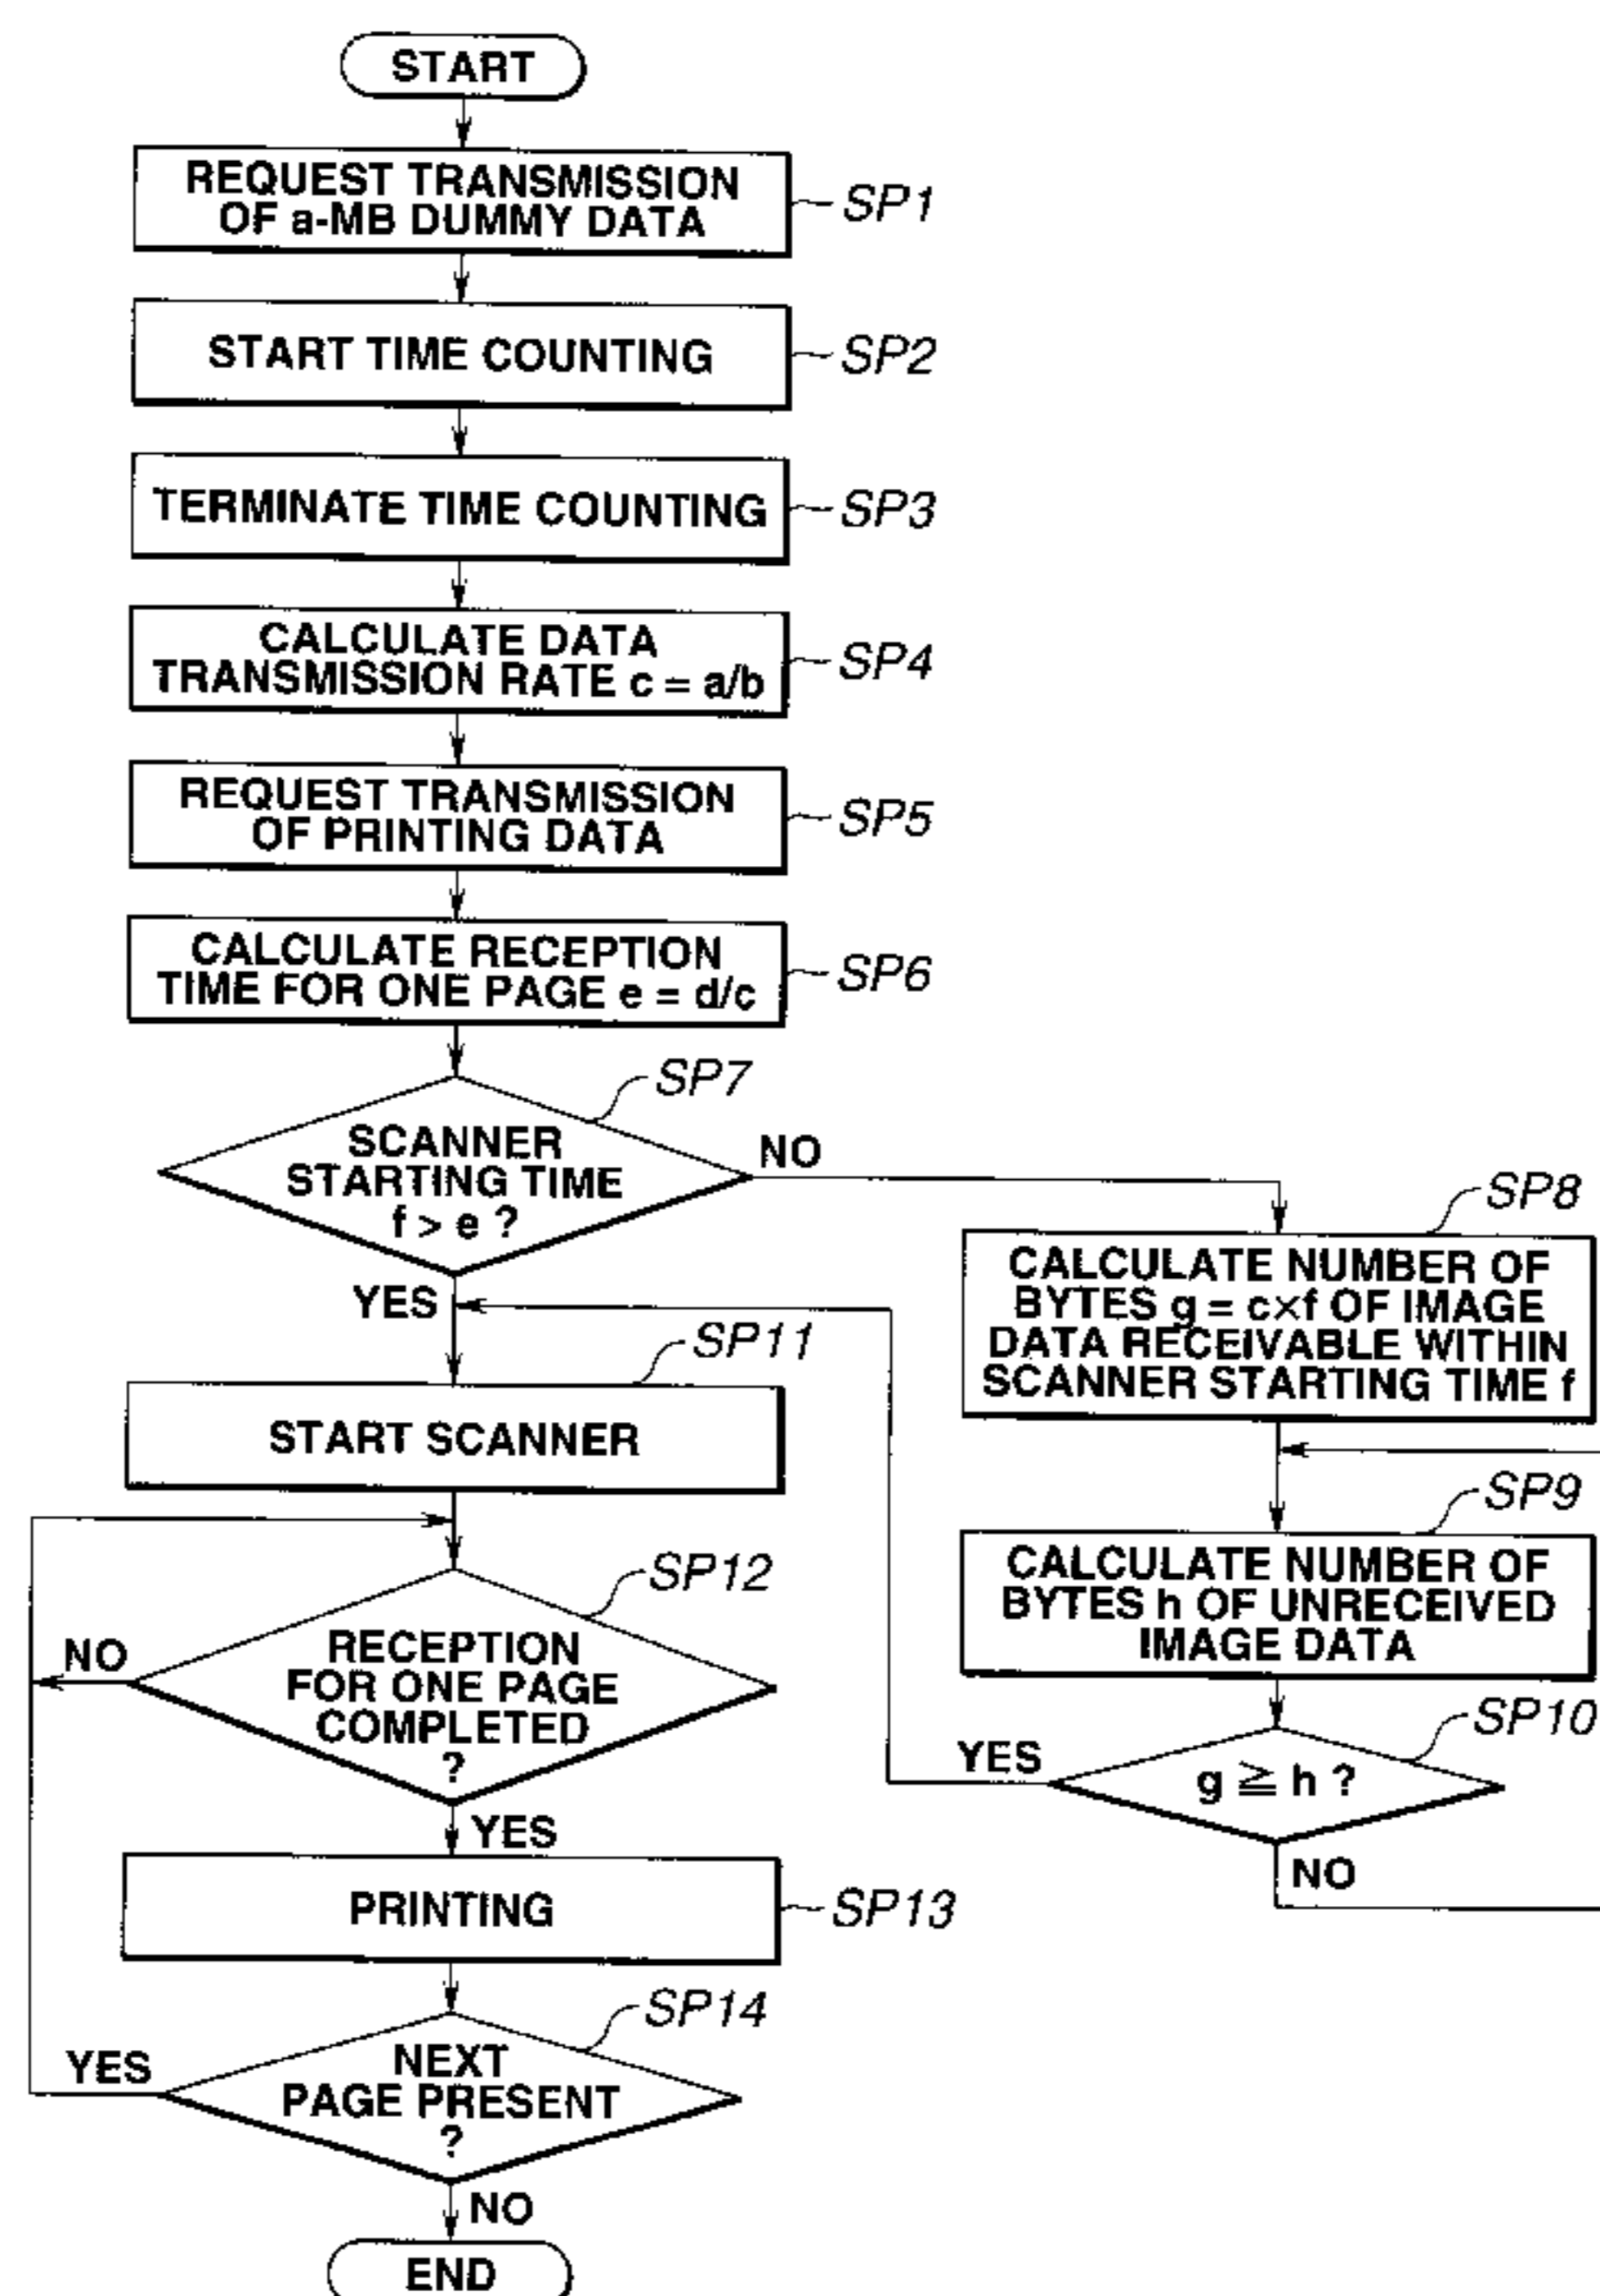 START
REQUEST TRANSMISSION
OF a-MB DUMMY DATA
SP1
START TIME COUNTING
SP2
TERMINATE TIME COUNTING
SP3
CALCULATE DATA
TRANSMISSION RATE c = a/b
SP4
REQUEST TRANSMISSION
OF PRINTING DATA
SP5
CALCULATE RECEPTION
TIME FOR ONE PAGE e = d/c
SP6
SP7
SCANNER
STARTING TIME
f > e ?
NO
YES
SP8
CALCULATE NUMBER OF
BYTES g = c×f OF IMAGE
DATA RECEIVABLE WITHIN
SCANNER STARTING TIME f
SP9
CALCULATE NUMBER OF
BYTES h OF UNRECEIVED
IMAGE DATA
SP10
g ≧ h ?
YES
NO
SP11
START SCANNER
SP12
RECEPTION
FOR ONE PAGE
COMPLETED
?
NO
YES
PRINTING
SP13
SP14
NEXT
PAGE PRESENT
?
YES
NO
END